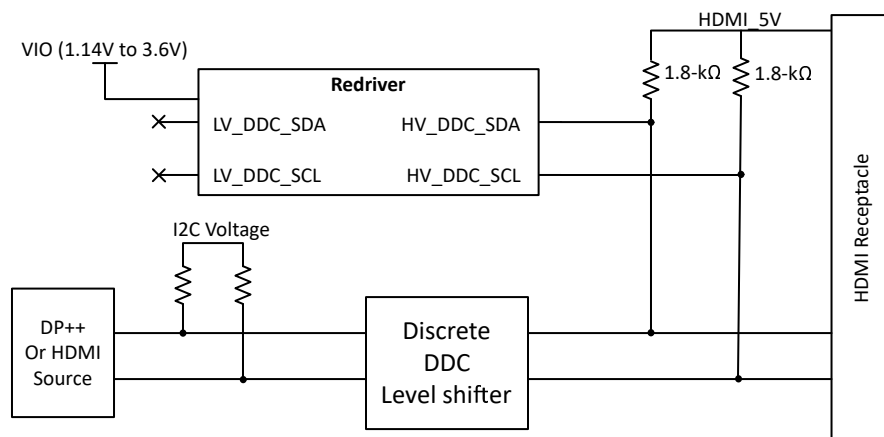 HDMI_5V
VIO (1.14V to 3.6V)
1.8-kΩ
1.8-kΩ
Redriver
LV_DDC_SDA
HV_DDC_SDA
LV_DDC_SCL
HV_DDC_SCL
HDMI Receptacle
I2C Voltage
DP++
Or HDMI
Source
Discrete
DDC
Level shifter